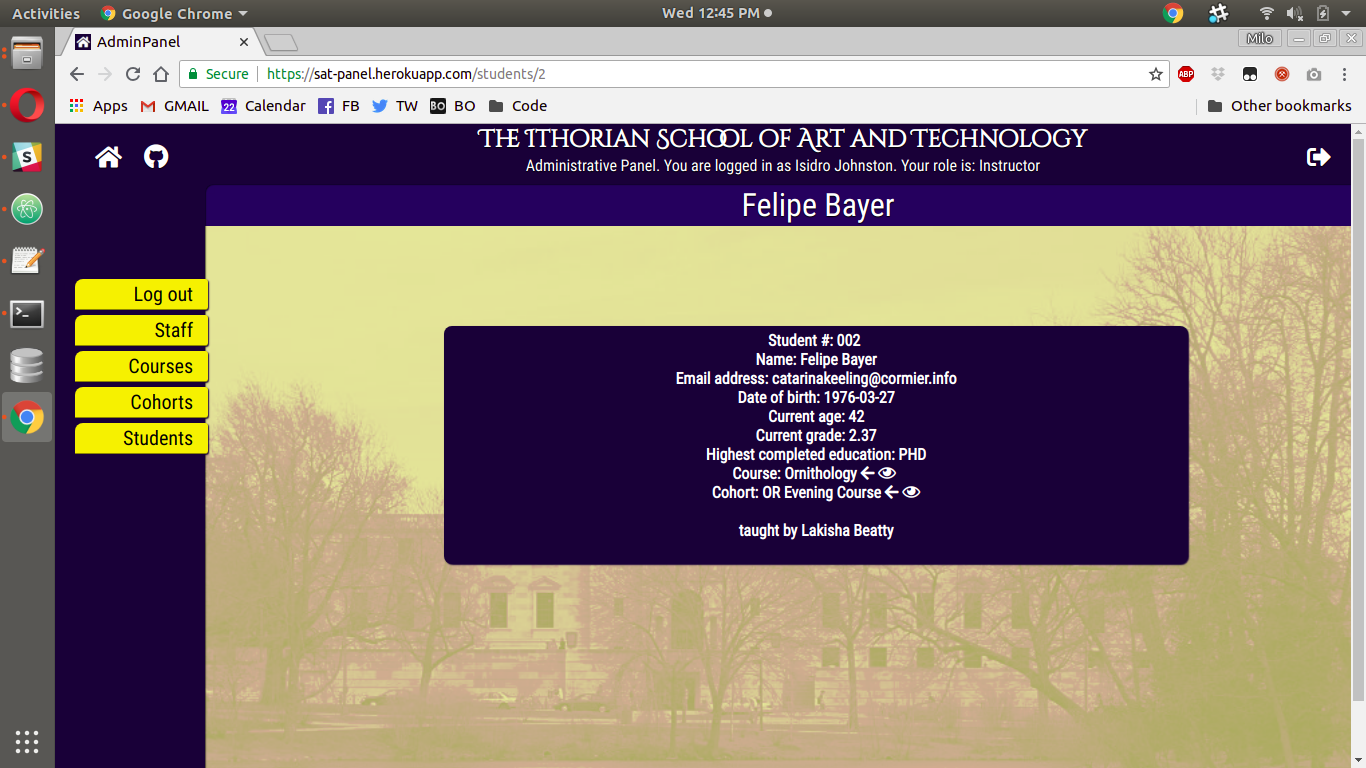 Activities
Google Chrome
Wed 12:45 PM
AdminPanel
Milo
Secure
https://sat-panel.herokuapp.com/students/2
ABP
Apps
GMAIL
22
Calendar
FB
TW
BO
BO
Code
Other bookmarks
The Ithorian School of Art and Technology
Administrative Panel. You are logged in as Isidro Johnston. Your role is: Instructor
Felipe Bayer
Log out
Staff
Courses
Cohorts
Students
Student #: 002
Name: Felipe Bayer
Email address: catarinakeeling@cormier.info
Date of birth: 1976-03-27
Current age: 42
Current grade: 2.37
Highest completed education: PHD
Course: Ornithology
Cohort: OR Evening Course
taught by Lakisha Beatty